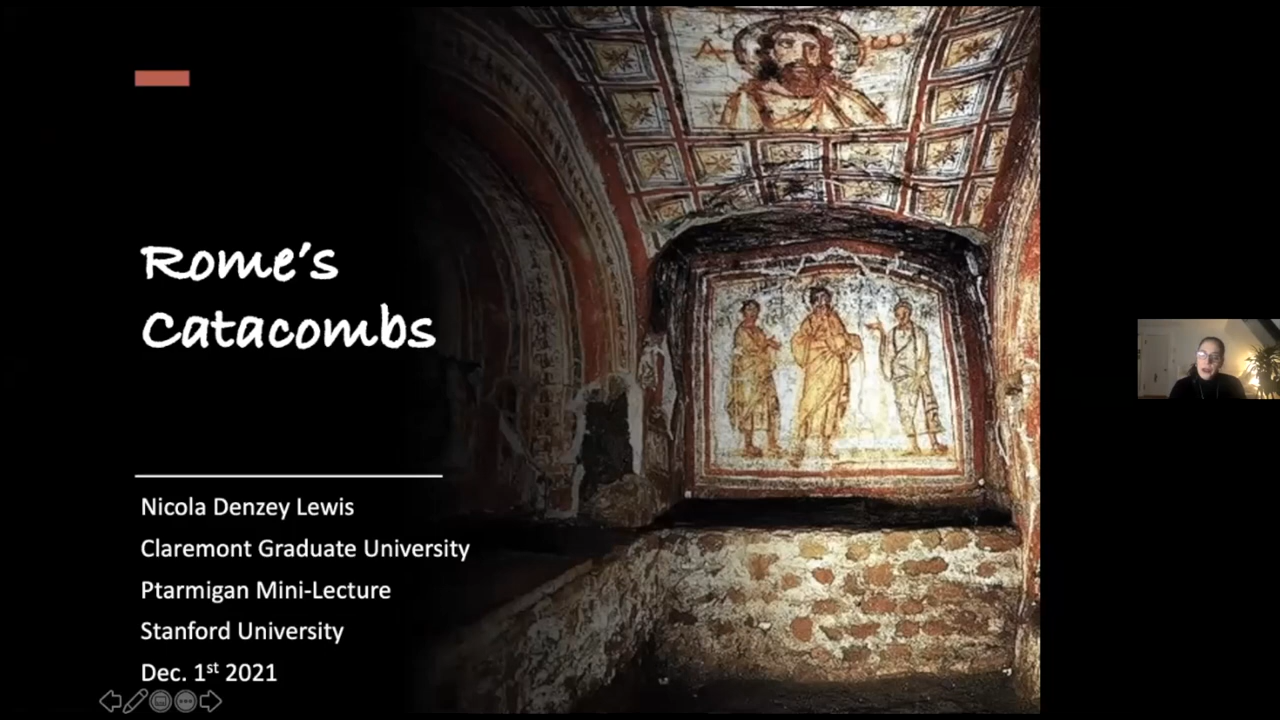 Rome's
Catacombs
Nicola Denzey Lewis
Claremont Graduate University
Ptarmigan Mini-Lecture
Stanford University
Dec. 1st 2021